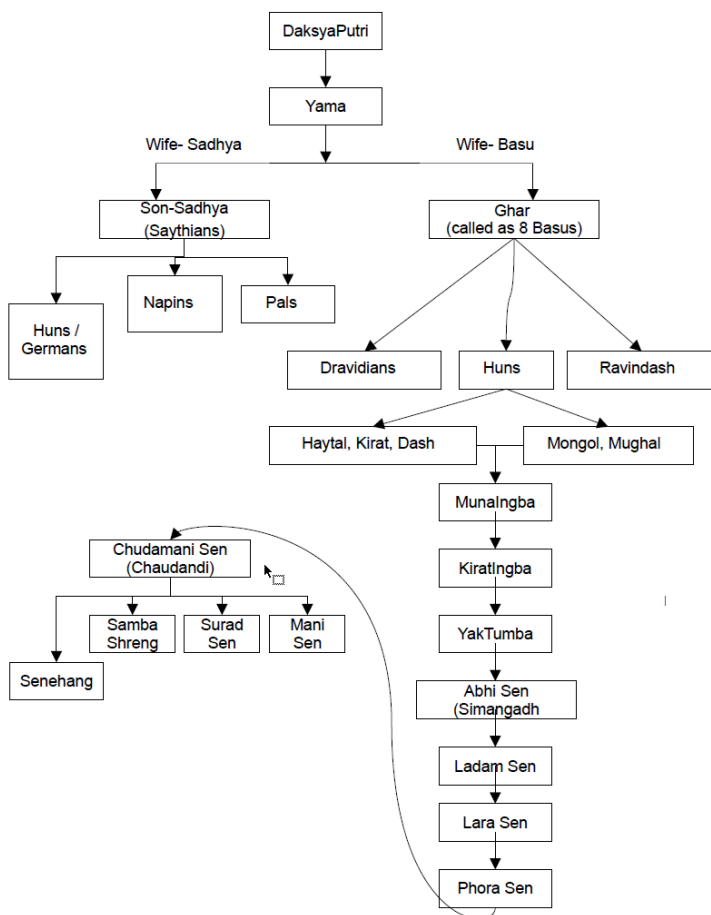 DaksyaPutri
Yama
Wife- Sadhya
Wife- Basu
Son-Sadhya
(Saythians)
Ghar
(called as 8 Basus)
Huns /
Germans
Napins
Pals
Dravidians
Huns
Ravindash
Haytal, Kirat, Dash
Mongol, Mughal
MunaIngba
Chudamani Sen
(Chaudandi)
KiratIngba
Samba
Shreng
Surad
Sen
Mani
Sen
YakTumba
Senehang
Abhi Sen
(Simangadh
Ladam Sen
Lara Sen
Phora Sen